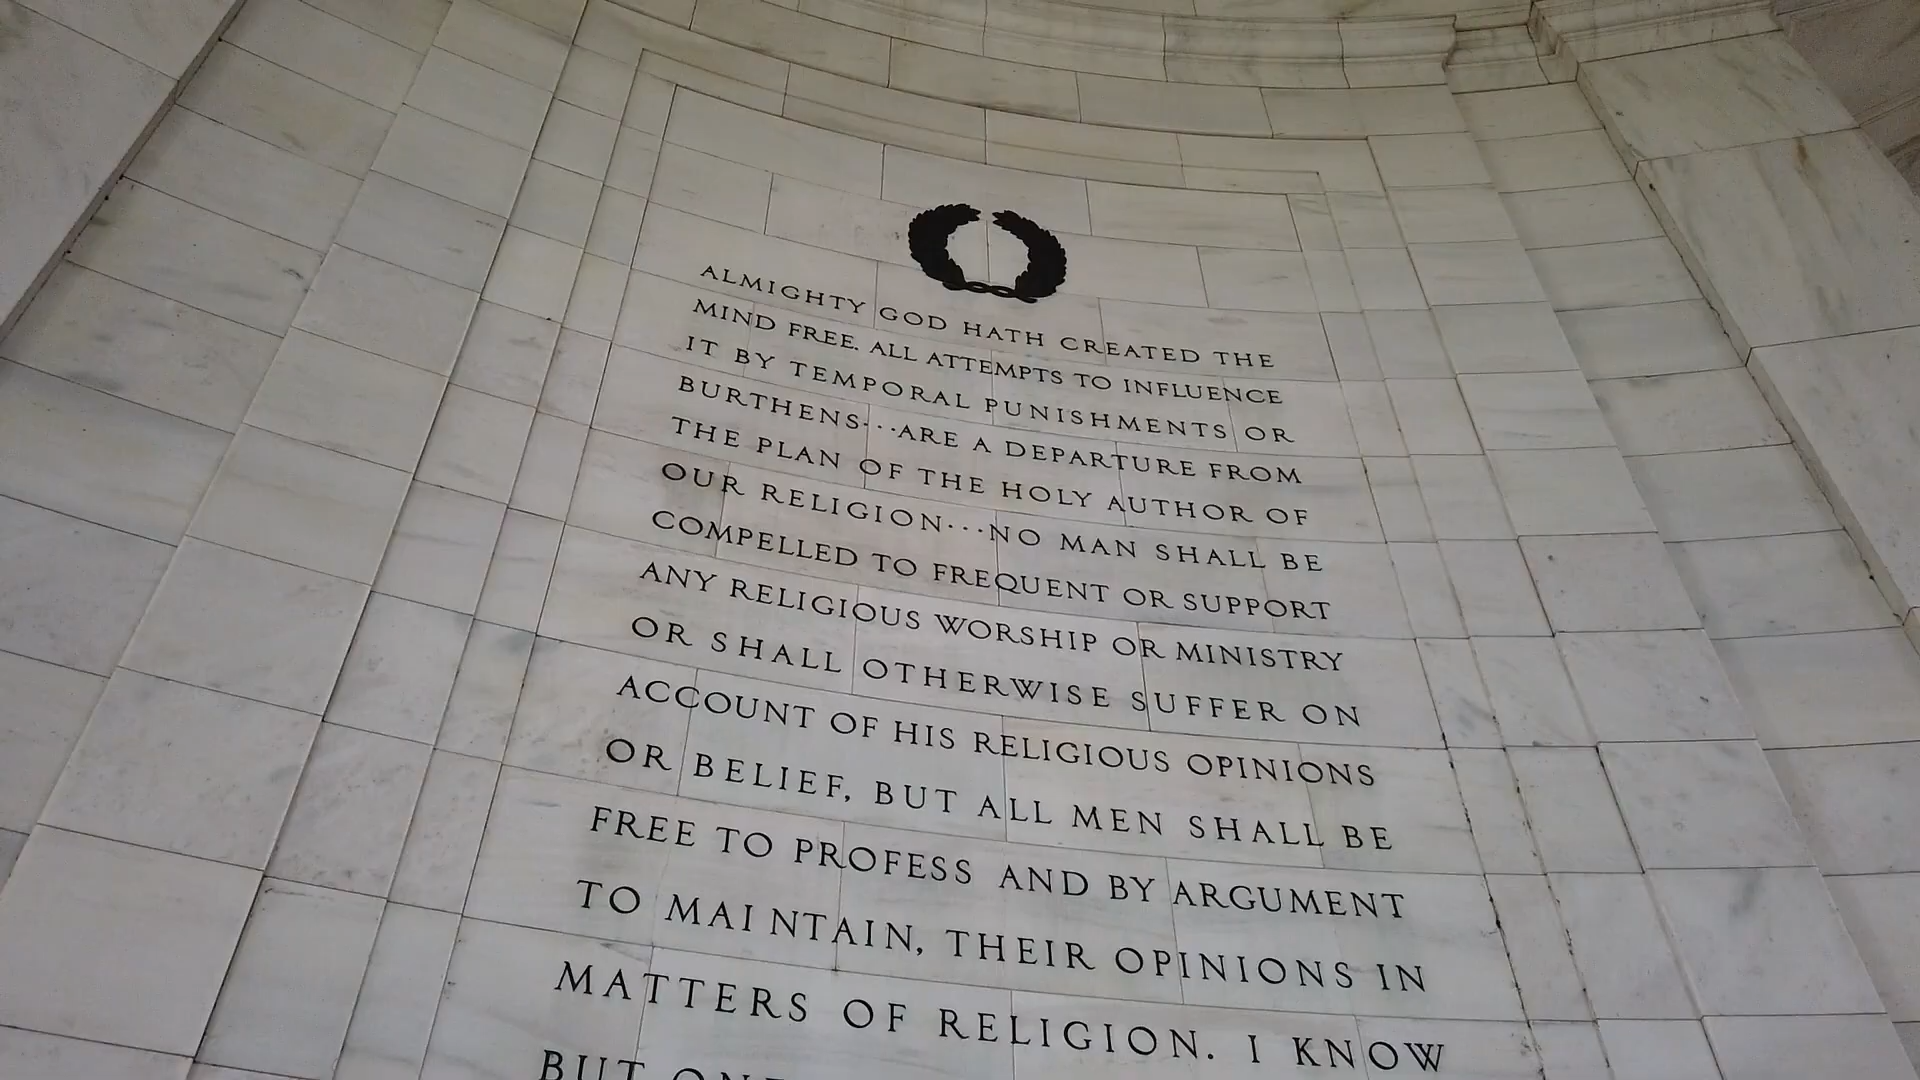 ALMIGHTY GOD HATH CREATED THE
MIND FREE. ALL ATTEMPTS TO INFLUENCE
IT BY TEMPORAL PUNISHMENTS OR
BURTHENS···ARE A DEPARTURE FROM
THE PLAN OF THE HOLY AUTHOR OF
OUR RELIGION···NO MAN SHALL BE
COMPELLED TO FREQUENT OR SUPPORT
ANY RELIGIOUS WORSHIP OR MINISTRY
OR SHALL OTHERWISE SUFFER ON
ACCOUNT OF HIS RELIGIOUS OPINIONS
OR BELIEF, BUT ALL MEN SHALL BE
FREE TO PROFESS AND BY ARGUMENT
TO MAINTAIN, THEIR OPINIONS IN
MATTERS OF RELIGION. I KNOW
BUT